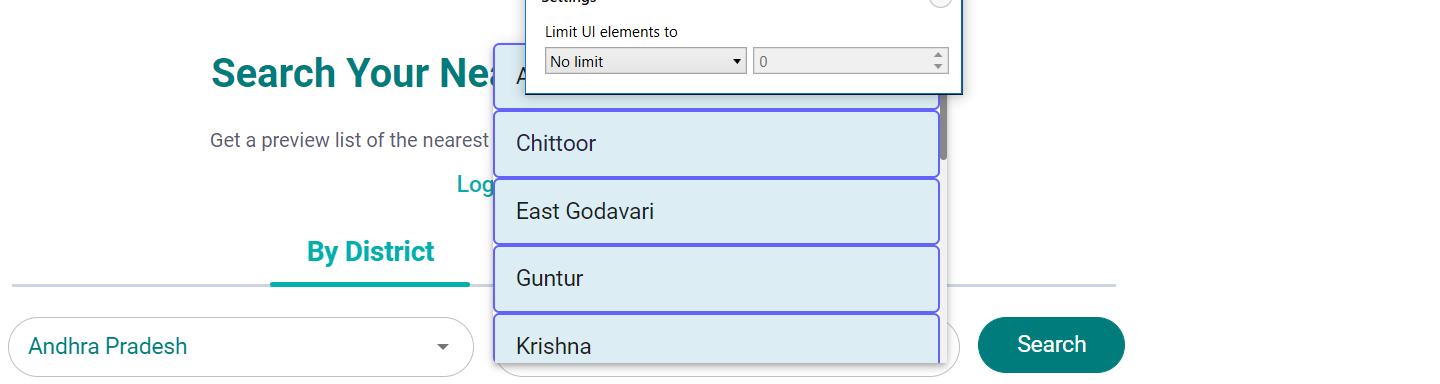 Settings
Limit UI elements to
No limit 0
Search Your Nea
A
Chittoor
Get a preview list of the nearest
Log
East Godavari
By District
Guntur
Andhra Pradesh
Krishna
Search